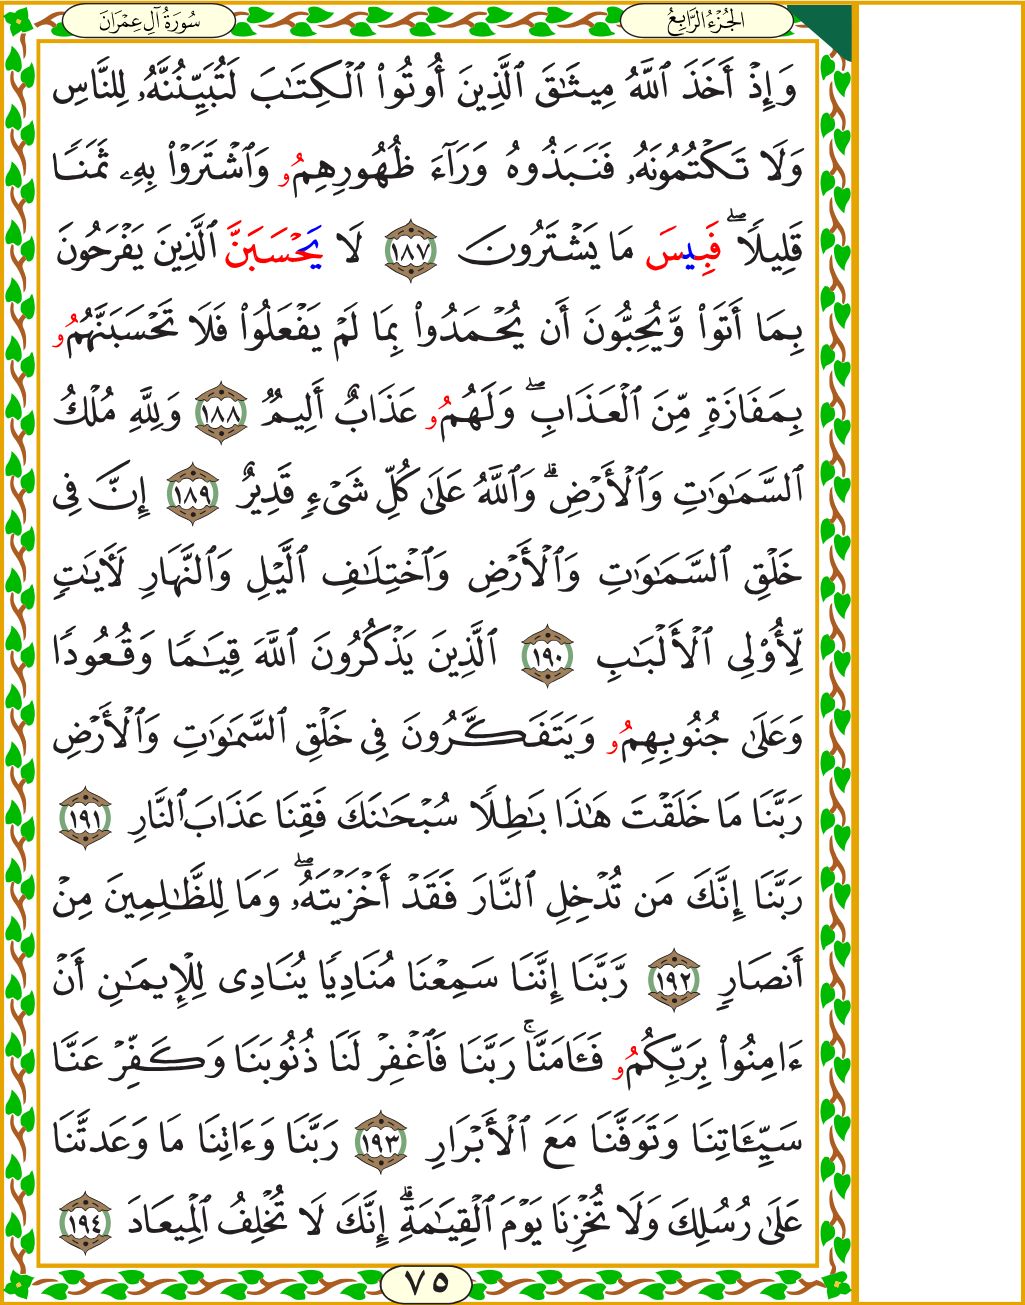 الجُزْءُ الرَّابِعُ
سُورَةُ آلِ عِمْرَانَ
وَإِذْ أَخَذَ ٱللَّهُ مِيثَٰقَ ٱلَّذِينَ أُوتُوا۟ ٱلْكِتَٰبَ لَتُبَيِّنُنَّهُۥ لِلنَّاسِ
وَلَا تَكْتُمُونَهُۥ فَنَبَذُوهُ وَرَآءَ ظُهُورِهِمُۥ وَٱشْتَرَوْا۟ بِهِۦ ثَمَنًا
قَلِيلًا ۖ فَبِيسَ مَا يَشْتَرُونَ ١٨٧ لَا يَحْسَبَنَّ ٱلَّذِينَ يَفْرَحُونَ
بِمَا أَتَوْا۟ وَّيُحِبُّونَ أَن يُحْمَدُوا۟ بِمَا لَمْ يَفْعَلُوا۟ فَلَا تَحْسَبَنَّهُمُۥ
بِمَفَازَةٍ مِّنَ ٱلْعَذَابِ ۖ وَلَهُمُۥ عَذَابٌ أَلِيمٌ ١٨٨ وَلِلَّهِ مُلْكُ
ٱلسَّمَٰوَٰتِ وَٱلْأَرْضِ ۗ وَٱللَّهُ عَلَىٰ كُلِّ شَىْءٍ قَدِيرٌ ١٨٩ إِنَّ فِى
خَلْقِ ٱلسَّمَٰوَٰتِ وَٱلْأَرْضِ وَٱخْتِلَٰفِ ٱلَّيْلِ وَٱلنَّهَارِ لَـَٔايَٰتٍ
لِّأُو۟لِى ٱلْأَلْبَٰبِ ١٩٠ ٱلَّذِينَ يَذْكُرُونَ ٱللَّهَ قِيَٰمًا وَقُعُودًا
وَعَلَىٰ جُنُوبِهِمُۥ وَيَتَفَكَّرُونَ فِى خَلْقِ ٱلسَّمَٰوَٰتِ وَٱلْأَرْضِ
رَبَّنَا مَا خَلَقْتَ هَٰذَا بَٰطِلًا سُبْحَٰنَكَ فَقِنَا عَذَابَ ٱلنَّارِ ١٩١
رَبَّنَا إِنَّكَ مَن تُدْخِلِ ٱلنَّارَ فَقَدْ أَخْزَيْتَهُۥ ۖ وَمَا لِلظَّٰلِمِينَ مِنْ
أَنصَارٍ ١٩٢ رَّبَّنَا إِنَّنَا سَمِعْنَا مُنَادِيًا يُنَادِى لِلْإِيمَٰنِ أَنْ
ءَامِنُوا۟ بِرَبِّكُمُۥ فَـَٔامَنَّا ۚ رَبَّنَا فَٱغْفِرْ لَنَا ذُنُوبَنَا وَكَفِّرْ عَنَّا
سَيِّـَٔاتِنَا وَتَوَفَّنَا مَعَ ٱلْأَبْرَارِ ١٩٣ رَبَّنَا وَءَاتِنَا مَا وَعَدتَّنَا
عَلَىٰ رُسُلِكَ وَلَا تُخْزِنَا يَوْمَ ٱلْقِيَٰمَةِ ۗ إِنَّكَ لَا تُخْلِفُ ٱلْمِيعَادَ ١٩٤
٧٥